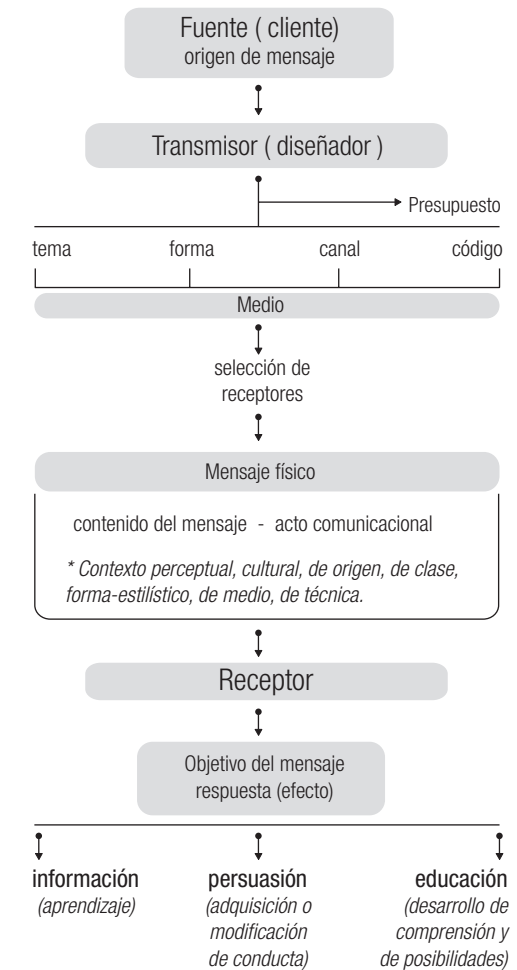 Fuente ( cliente)
origen de mensaje
Transmisor ( diseñador )
Presupuesto
tema forma canal código
Medio
selección de
receptores
Mensaje físico
contenido del mensaje - acto comunicacional
* Contexto perceptual, cultural, de origen, de clase,
forma-estilístico, de medio, de técnica.
Receptor
Objetivo del mensaje
respuesta (efecto)
información
(aprendizaje)
persuasión
(adquisición o
modificación
de conducta)
educación
(desarrollo de
comprensión y
de posibilidades)